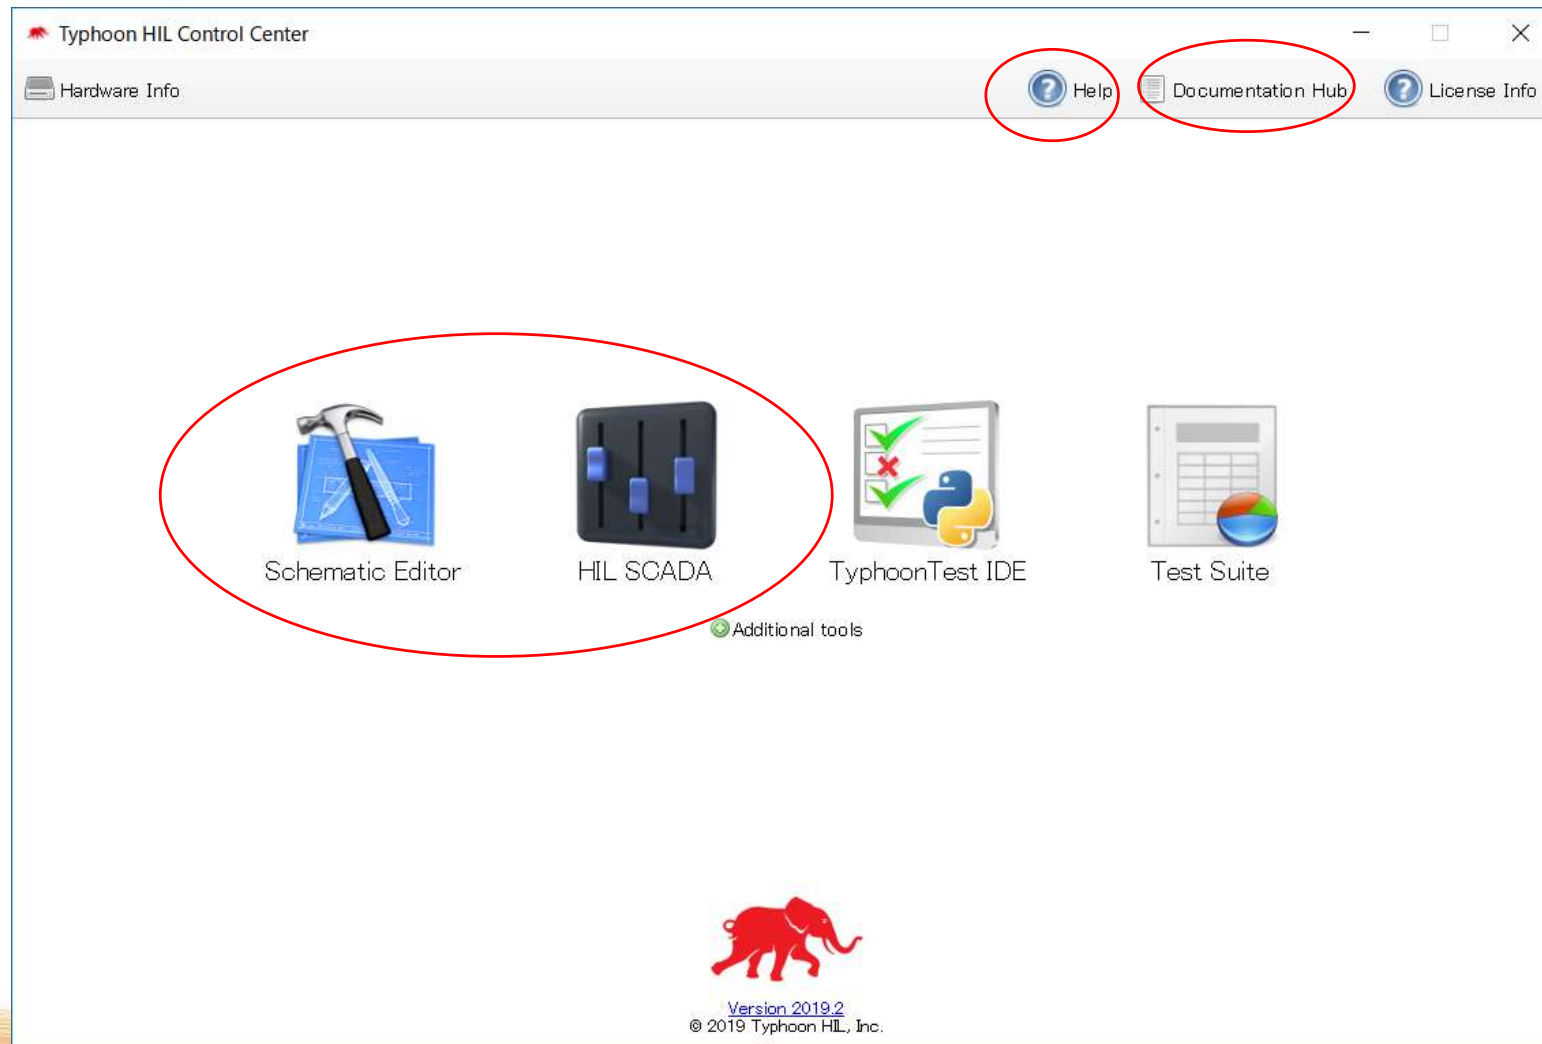 Typhoon HIL Control Center
Hardware Info
Help
Documentation Hub
License Info
Schematic Editor
HIL SCADA
TyphoonTest IDE
Test Suite
Additional tools
Version 2019.2
© 2019 Typhoon HIL, Inc.